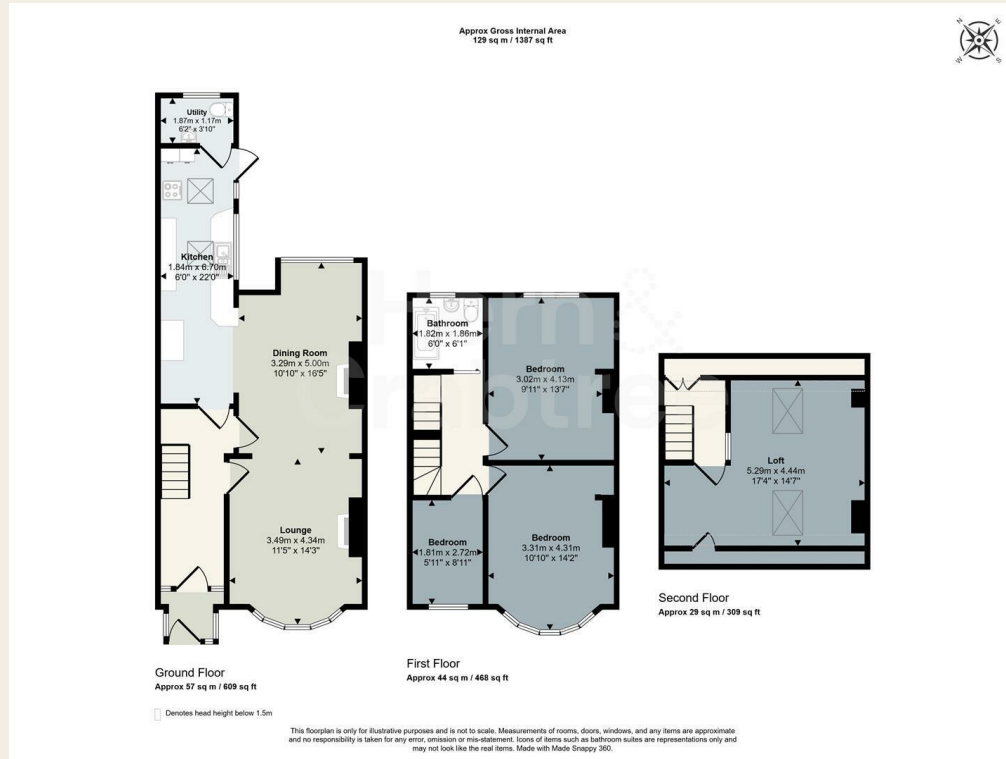 Approx Gross Internal Area
129 sq m / 1387 sq ft
N
E
W
S
Utility
1.87m x 1.17m
6'2" x 3'10"
Kitchen
1.84m x 6.70m
6'0" x 22'0"
Dining Room
3.29m x 5.00m
10'10" x 16'5"
Lounge
3.49m x 4.34m
11'5" x 14'3"
Ground Floor
Approx 57 sq m / 609 sq ft
Denotes head height below 1.5m
Bathroom
1.82m x 1.86m
6'0" x 6'1"
Bedroom
3.02m x 4.13m
9'11" x 13'7"
Bedroom
1.81m x 2.72m
5'11" x 8'11"
Bedroom
3.31m x 4.31m
10'10" x 14'2"
First Floor
Approx 44 sq m / 468 sq ft
Loft
5.29m x 4.44m
17'4" x 14'7"
Second Floor
Approx 29 sq m / 309 sq ft
Hern &
Crabtree
This floorplan is only for illustrative purposes and is not to scale. Measurements of rooms, doors, windows, and any items are approximate
and no responsibility is taken for any error, omission or mis-statement. Icons of items such as bathroom suites are representations only and
may not look like the real items. Made with Made Snappy 360.